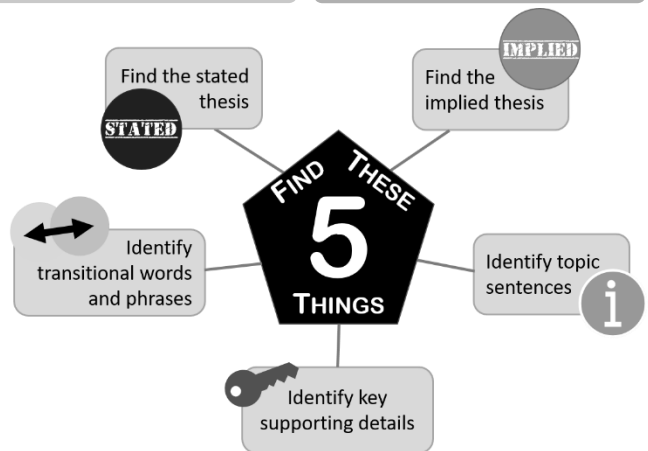 Find the stated
thesis
STATED
Find the
implied thesis
IMPLIED
FIND THESE
5
THINGS
Identify
transitional words
and phrases
Identify topic
sentences
i
Identify key
supporting details